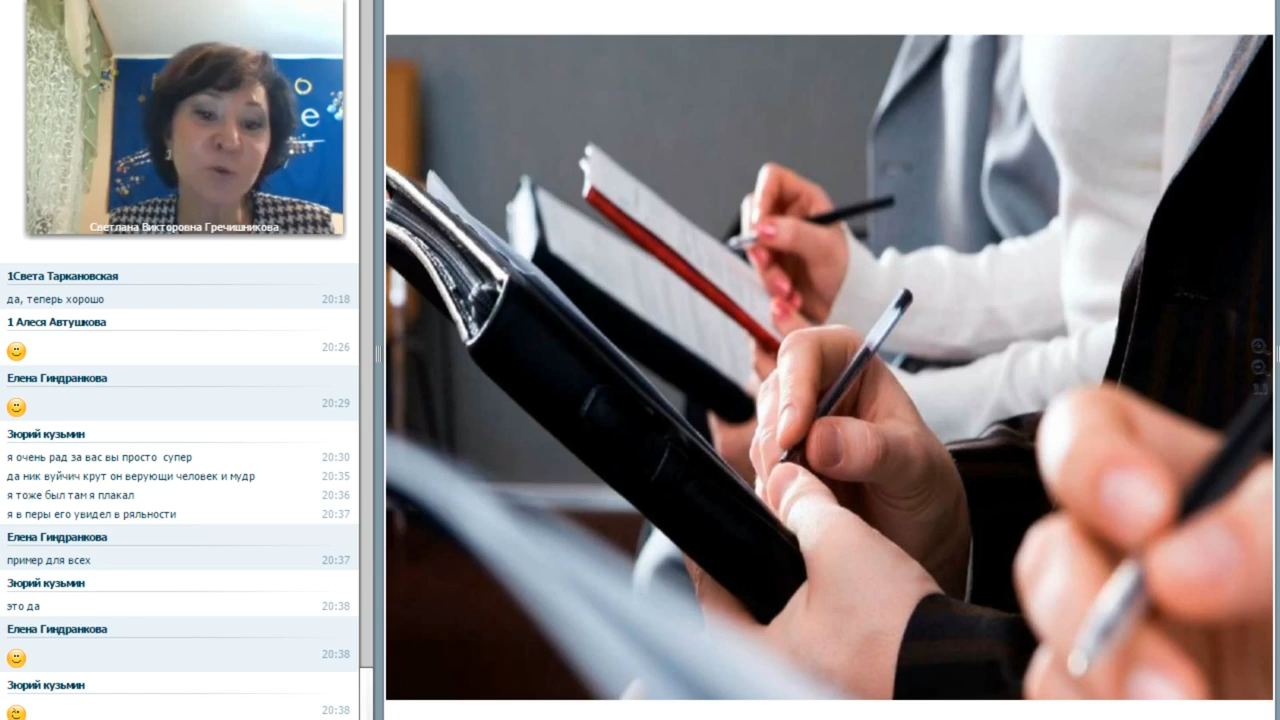 о
е
Светлана Викторовна Гречишникова
1Света Таркановская
да, теперь хорошо 20:18
1 Алеся Автушкова
20:26
Елена Гиндранкова
20:29
3юрий кузьмин
я очень рад за вас вы просто супер 20:30
да ник вуйчич крут он верующи человек и мудр 20:35
я тоже был там я плакал 20:36
я в перы его увидел в ряльности 20:37
Елена Гиндранкова
пример для всех 20:37
3юрий кузьмин
это да 20:38
Елена Гиндранкова
20:38
3юрий кузьмин
20:38